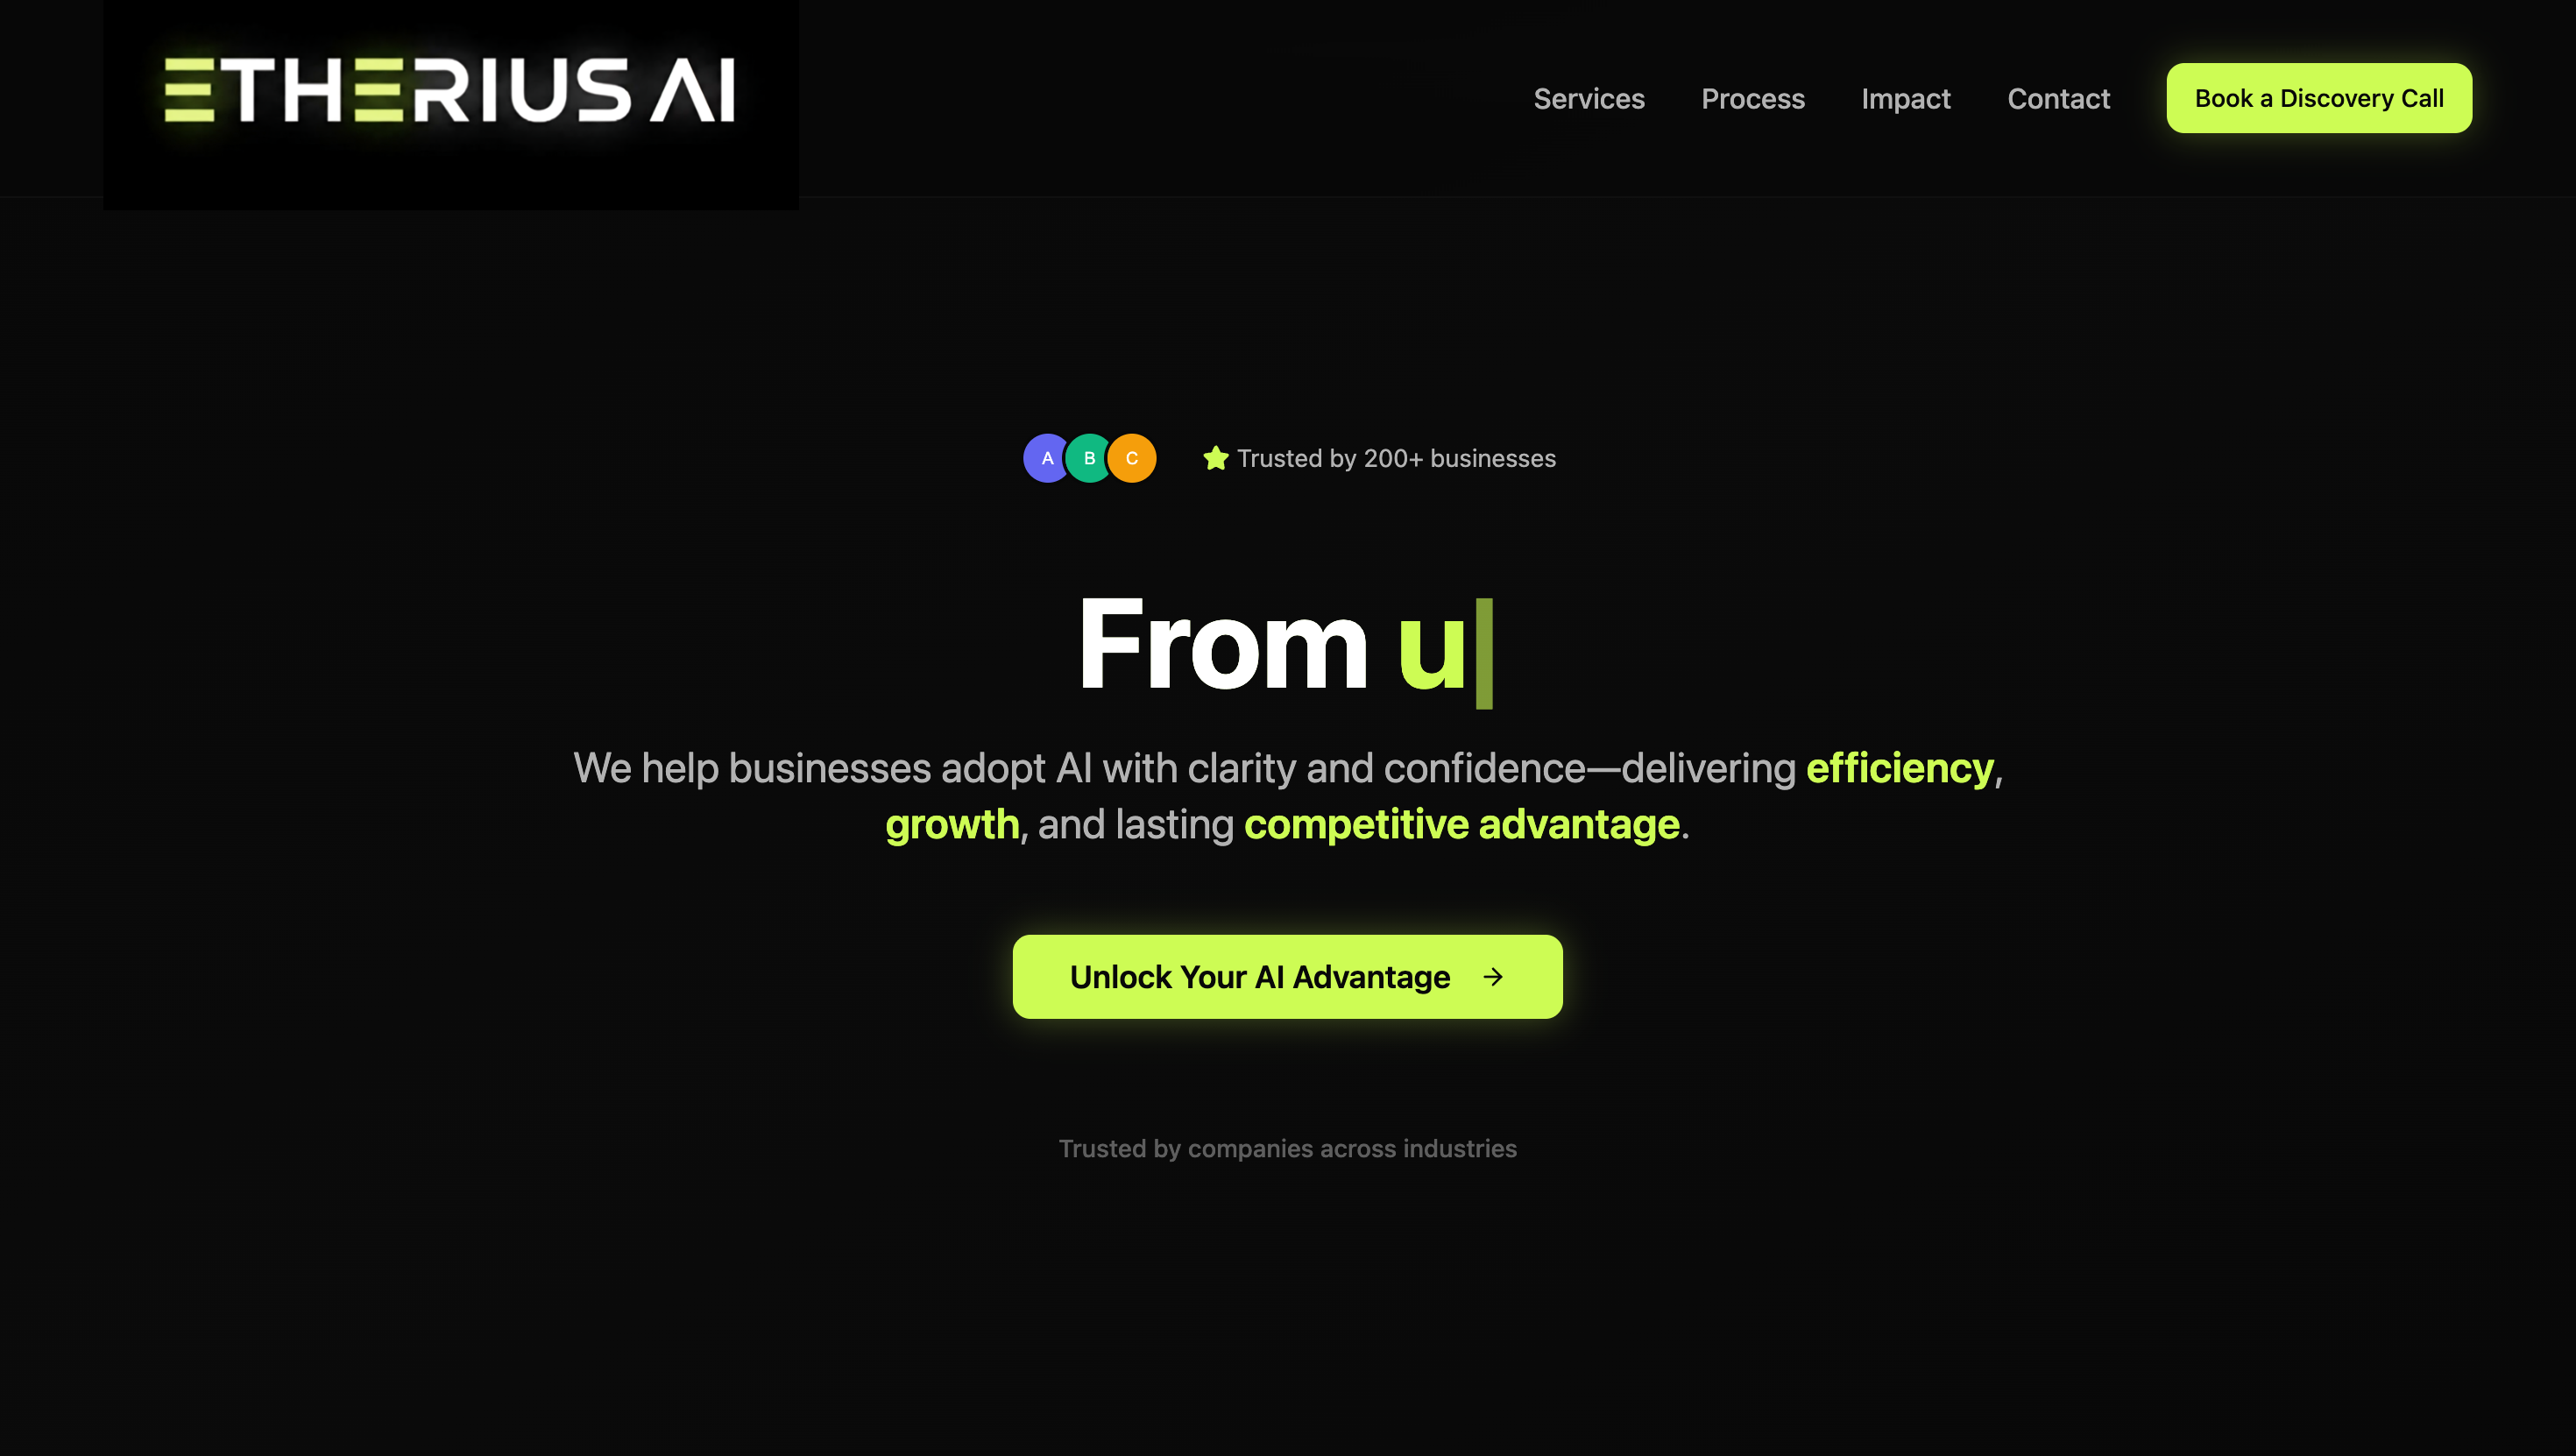 ETHERIUS AI
Services Process Impact Contact Book a Discovery Call
A B C Trusted by 200+ businesses
From u
We help businesses adopt AI with clarity and confidence—delivering efficiency,
growth, and lasting competitive advantage.
Unlock Your AI Advantage →
Trusted by companies across industries